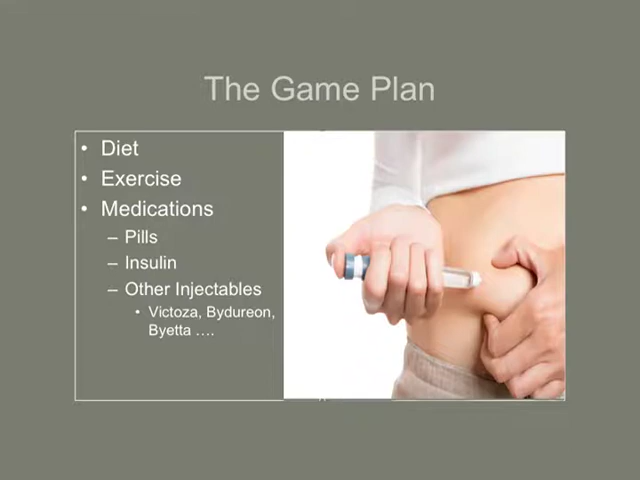 The Game Plan
• Diet
• Exercise
• Medications
– Pills
– Insulin
– Other Injectables
• Victoza, Bydureon,
Byetta ….